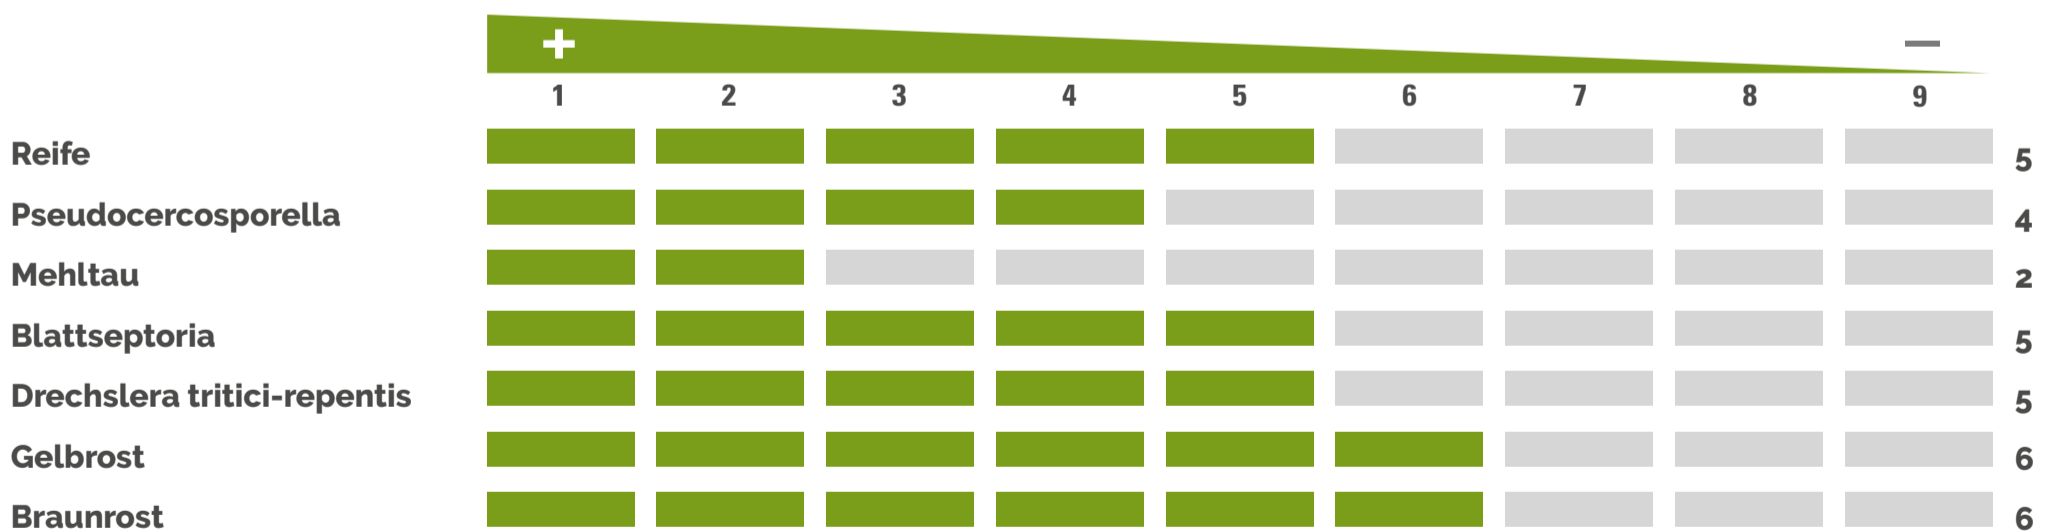 + −
1 2 3 4 5 6 7 8 9
Reife 5
Pseudocercosporella 4
Mehltau 2
Blattseptoria 5
Drechslera tritici-repentis 5
Gelbrost 6
Braunrost 6